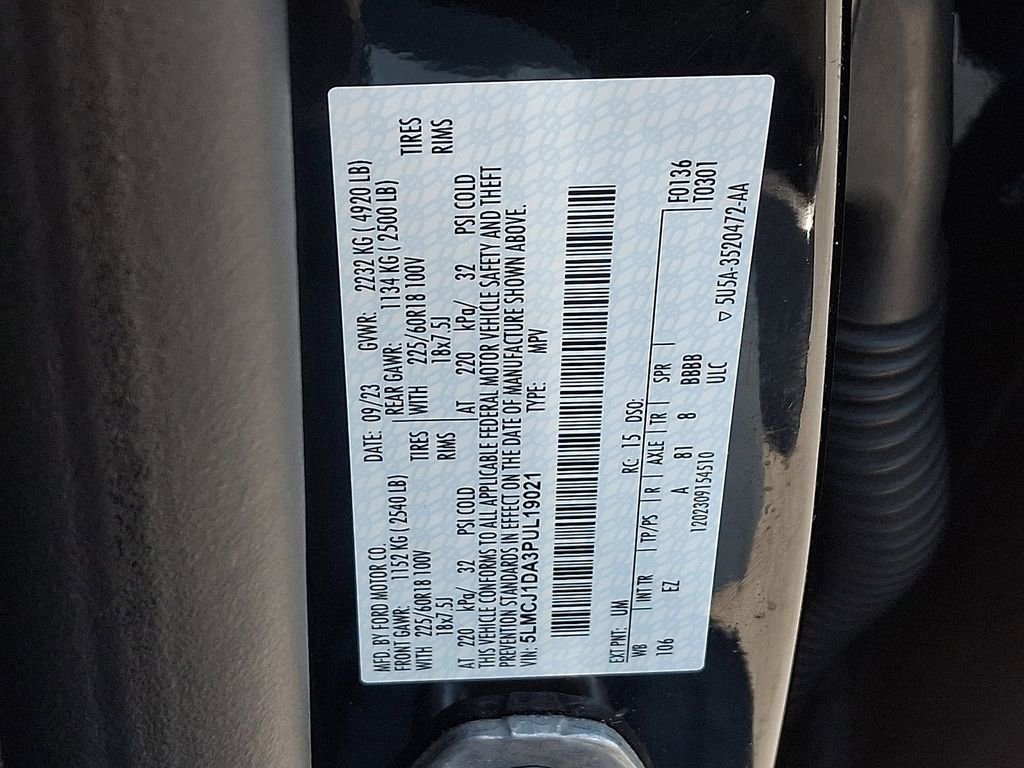 MFD. BY FORD MOTOR CO. DATE: 09/23 GVWR: 2232 KG ( 4920 LB)
FRONT GAWR: 1152 KG ( 2540 LB) REAR GAWR: 1134 KG ( 2500 LB)
WITH 225/60R18 100V TIRES WITH 225/60R18 100V TIRES
18x7.5J RIMS 18x7.5J RIMS
AT 220 kPa/ 32 PSI COLD AT 220 kPa/ 32 PSI COLD
THIS VEHICLE CONFORMS TO ALL APPLICABLE FEDERAL MOTOR VEHICLE SAFETY AND THEFT
PREVENTION STANDARDS IN EFFECT ON THE DATE OF MANUFACTURE SHOWN ABOVE.
VIN: 5LMCJ1DA3PUL19021 TYPE: MPV
EXT PNT: UM RC: 15 DSO: F0136
WB INT TR TP/PS R AXLE TR SPR T0301
106 EZ A 81 8 BBBB
1202309154510 ULC
▽ 5U5A-3520472-AA